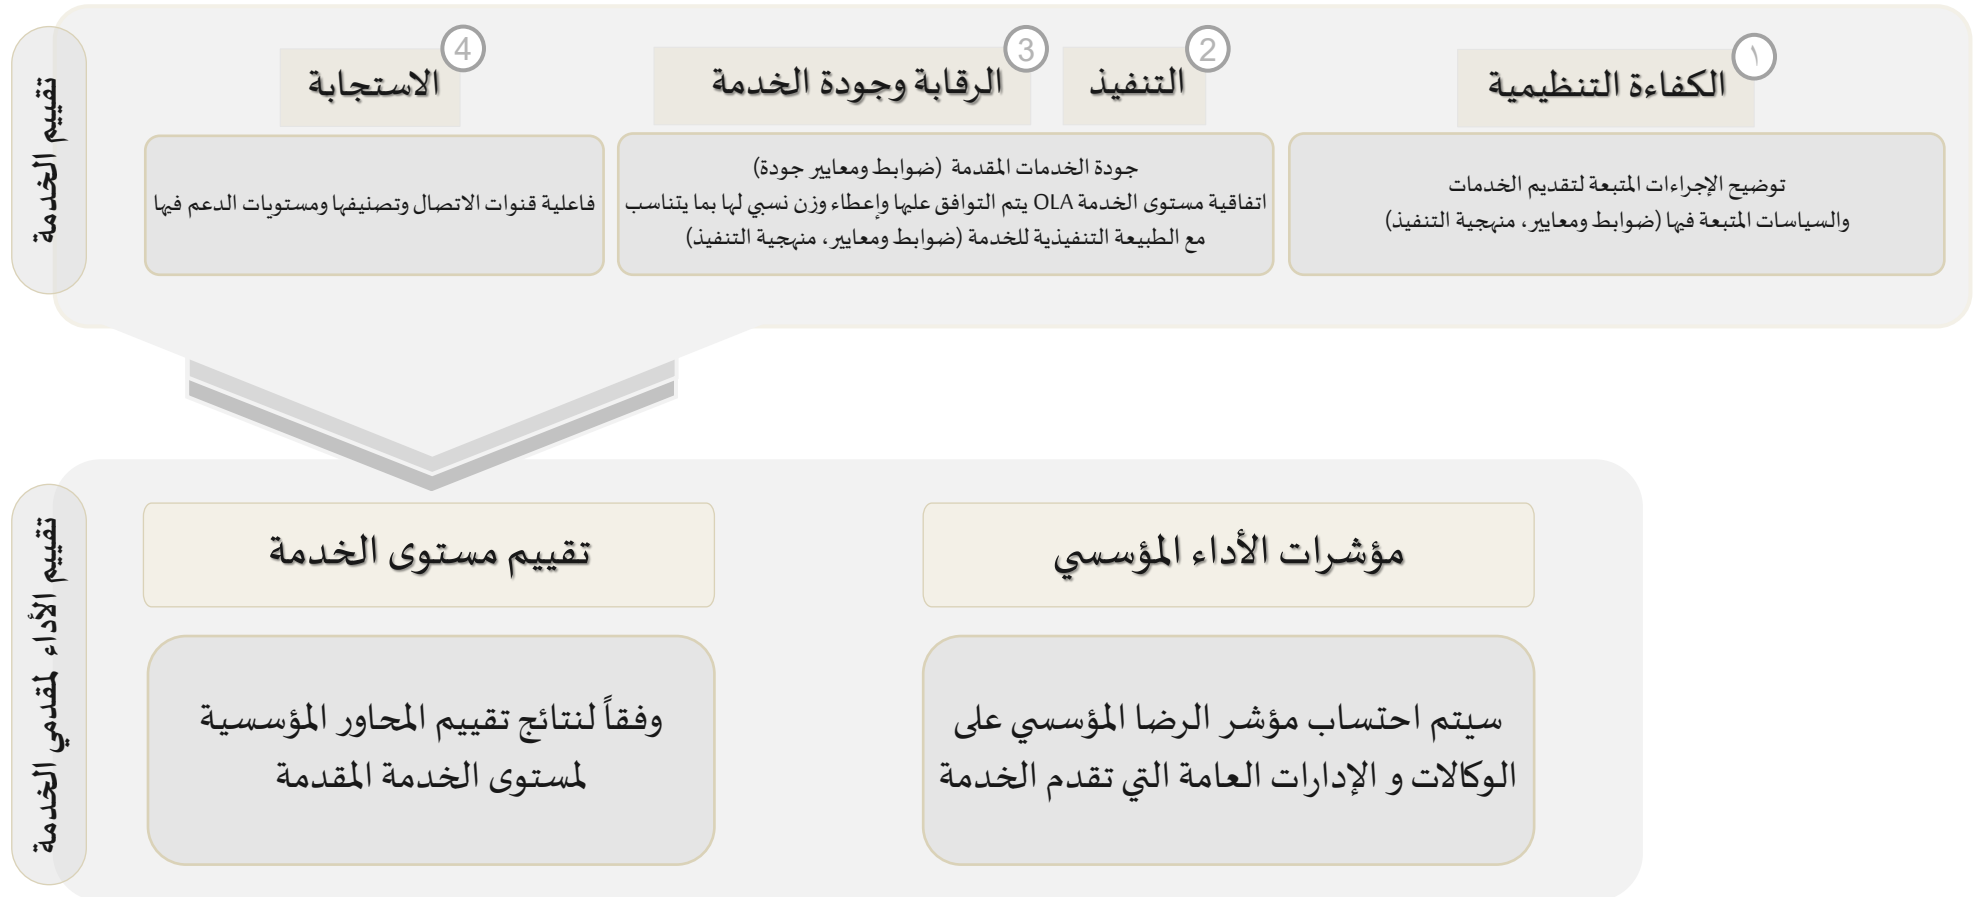 تقييم الخدمة
١
الكفاءة التنظيمية
توضيح الإجراءات المتبعة لتقديم الخدمات
والسياسات المتبعة فيها (ضوابط ومعايير، منهجية التنفيذ)
2
التنفيذ
3
الرقابة وجودة الخدمة
جودة الخدمات المقدمة (ضوابط ومعايير جودة)
اتفاقية مستوى الخدمة OLA يتم التوافق عليها وإعطاء وزن نسبي لها بما يتناسب
مع الطبيعة التنفيذية للخدمة (ضوابط ومعايير، منهجية التنفيذ)
4
الاستجابة
فاعلية قنوات الاتصال وتصنيفها ومستويات الدعم فيها
تقييم الأداء لمقدمي الخدمة
مؤشرات الأداء المؤسسي
سيتم احتساب مؤشر الرضا المؤسسي على
الوكالات و الإدارات العامة التي تقدم الخدمة
تقييم مستوى الخدمة
وفقاً لنتائج تقييم المحاور المؤسسية
لمستوى الخدمة المقدمة